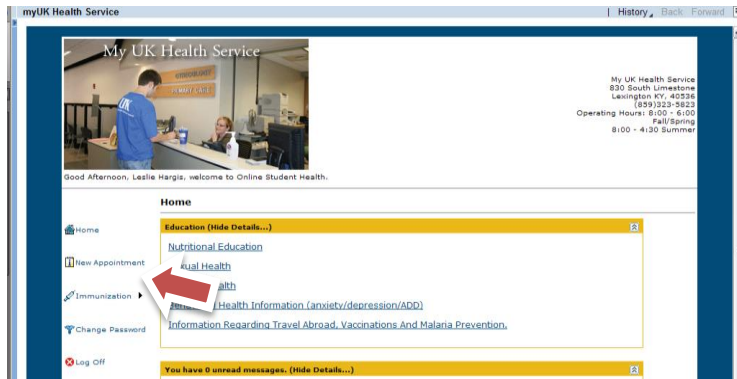 myUK Health Service
| History Back Forward
My UK Health Service
UK
PRIMARY CARE
My UK Health Service
830 South Limestone
Lexington KY, 40536
(859)323-5823
Operating Hours: 8:00 - 6:00
Fall/Spring
8:00 - 4:30 Summer
Good Afternoon, Leslie Hargis, welcome to Online Student Health.
Home
Home
New Appointment
Immunization
Change Password
Log Off
Education (Hide Details...)
Nutritional Education
Health
Health Information (anxiety/depression/ADD)
Information Regarding Travel Abroad, Vaccinations And Malaria Prevention.
You have 0 unread messages. (Hide Details...)